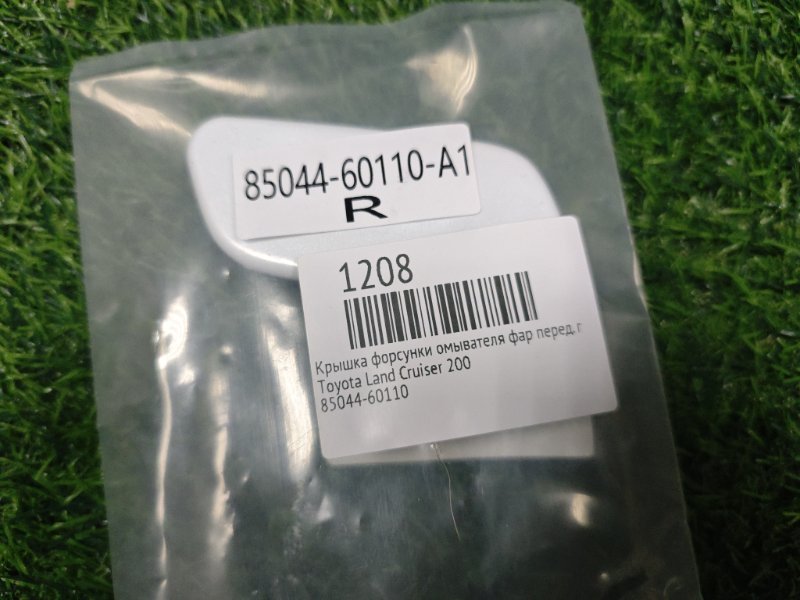 85044-60110-A1
R
1208
Крышка форсунки омывателя фар перед. г
Toyota Land Cruiser 200
85044-60110